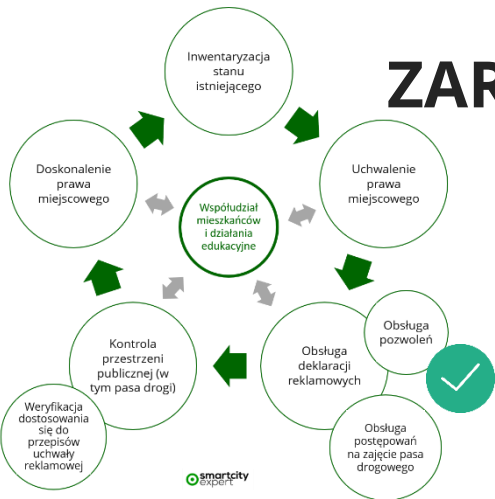 Inwentaryzacja
stanu
istniejącego
ZAR
Doskonalenie
prawa
miejscowego
Uchwalenie
prawa
miejscowego
Współudział
mieszkańców
i działania
edukacyjne
Obsługa
pozwoleń
Kontrola
przestrzeni
publicznej (w
tym pasa drogi)
Obsługa
deklaracji
reklamowych
Weryfikacja
dostosowania
się do
przepisów
uchwały
reklamowej
Obsługa
postępowań
na zajęcie pasa
drogowego
smartcity
expert